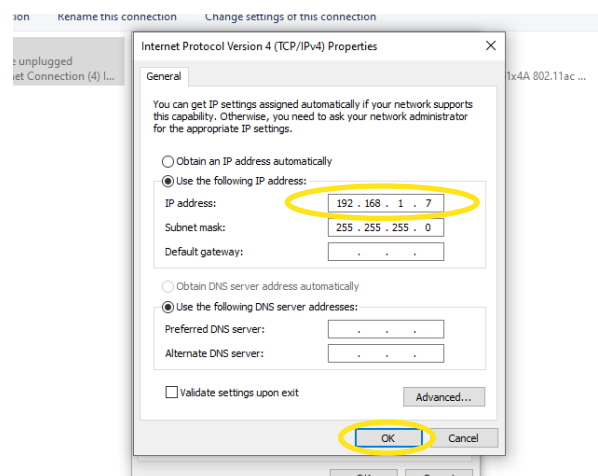 Rename this connection Change settings of this connection
Internet Protocol Version 4 (TCP/IPv4) Properties
unplugged
et Connection (4) I...
1x4A 802.11ac ...
General
You can get IP settings assigned automatically if your network supports
this capability. Otherwise, you need to ask your network administrator
for the appropriate IP settings.
Obtain an IP address automatically
Use the following IP address:
IP address: 192 . 168 . 1 . 7
Subnet mask: 255 . 255 . 255 . 0
Default gateway: . . .
Obtain DNS server address automatically
Use the following DNS server addresses:
Preferred DNS server: . . .
Alternate DNS server: . . .
Validate settings upon exit
Advanced...
OK Cancel